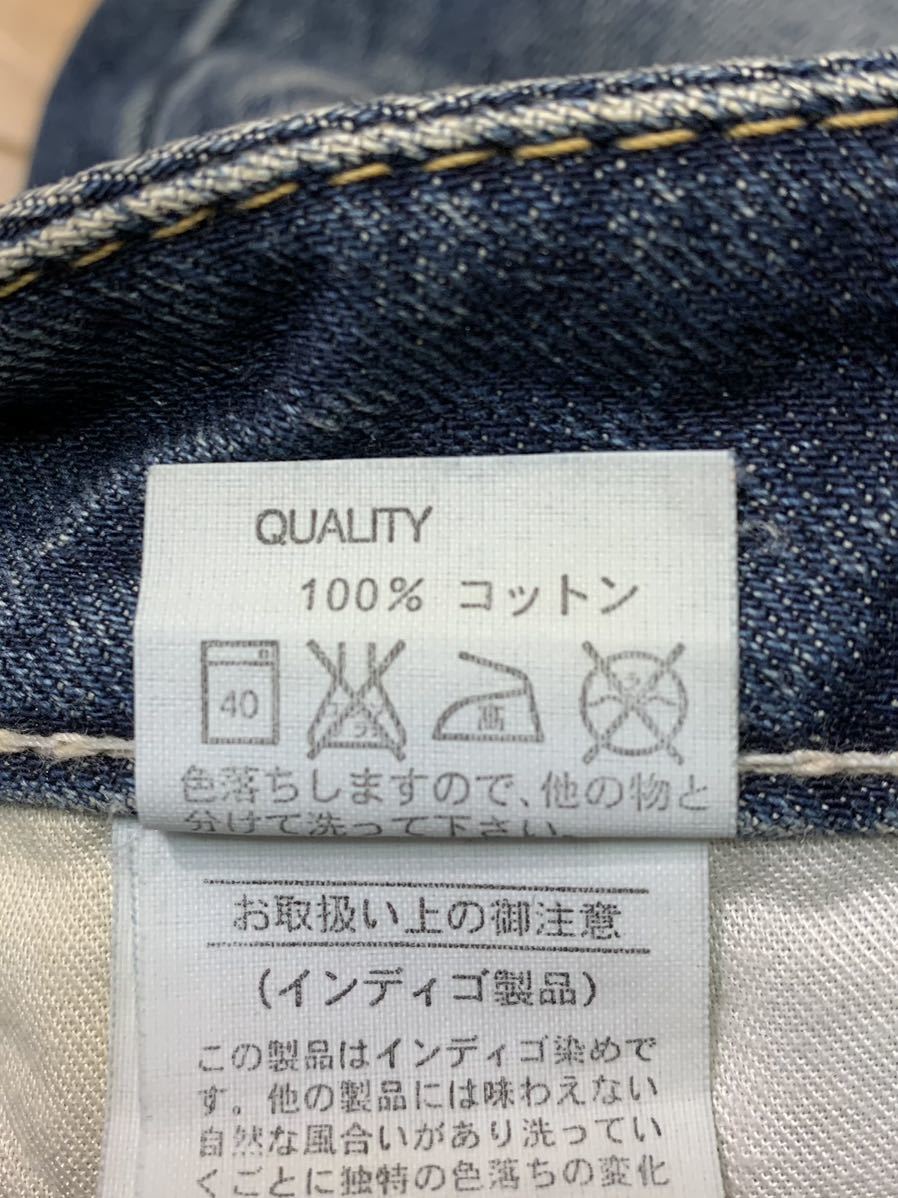 QUALITY
100% コットン
40 高
色落ちしますので、他の物と
分けて洗って下さい。
お取扱い上の御注意
(インディゴ製品)
この製品はインディゴ染めで
す。他の製品には味わえない
自然な風合いがあり洗ってい
くごとに独特の色落ちの変化